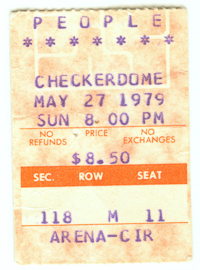 PEOPLE
* * * * * * *
CHECKERDOME
MAY 27 1979
SUN 8 00 PM
NO REFUNDS PRICE NO EXCHANGES
$8.50
SEC. ROW SEAT
118 M 11
ARENA-CIR